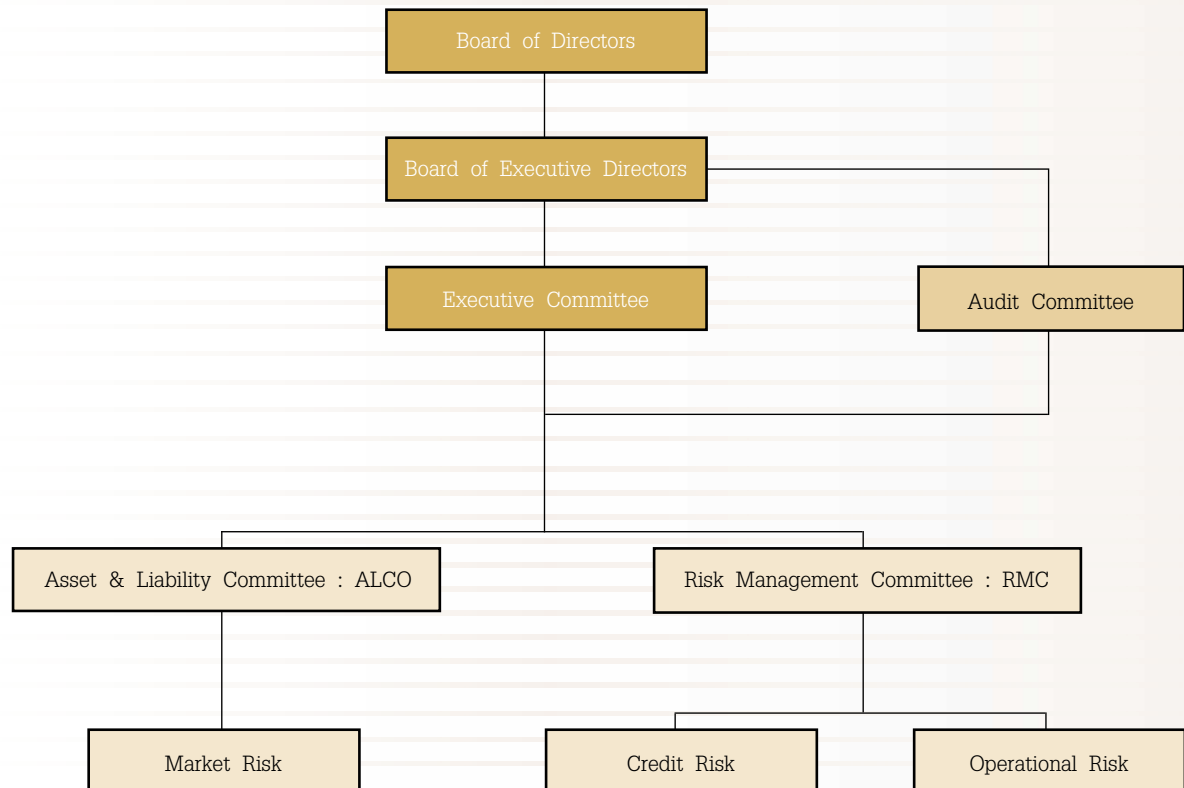 Board of Directors
Board of Executive Directors
Executive Committee
Audit Committee
Asset & Liability Committee : ALCO
Risk Management Committee : RMC
Market Risk
Credit Risk
Operational Risk